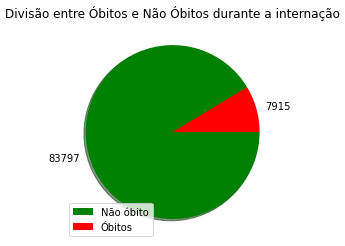 Divisão entre Óbitos e Não Óbitos durante a internação
7915
83797
Não óbito
Óbitos